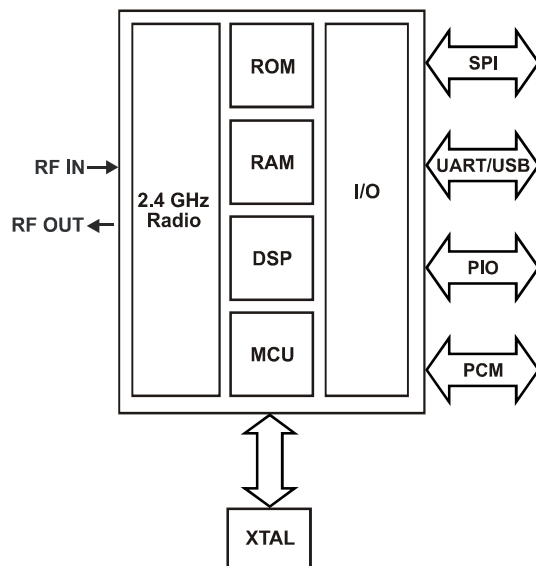 RF IN
RF OUT
2.4 GHz
Radio
ROM
RAM
DSP
MCU
I/O
SPI
UART/USB
PIO
PCM
XTAL